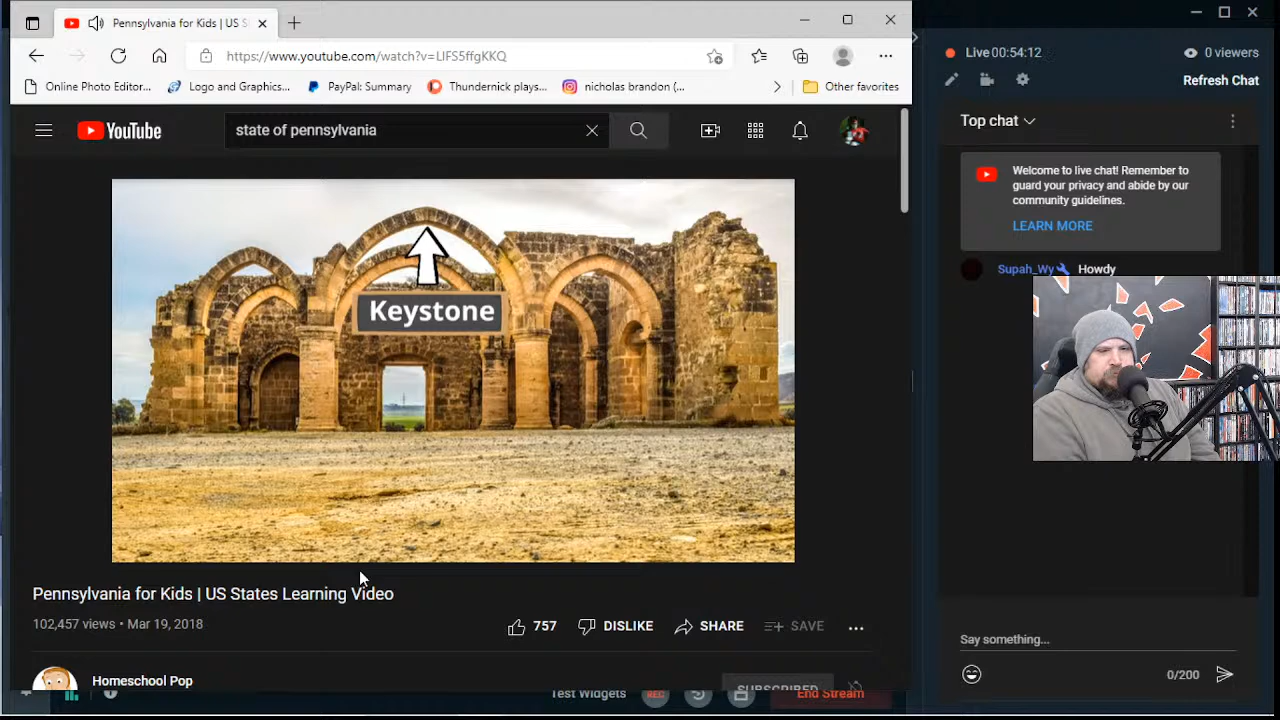 Pennsylvania for Kids | US S
https://www.youtube.com/watch?v=LIFS5ffgKKQ
Online Photo Editor...
Logo and Graphics...
PayPal: Summary
Thundernick plays...
nicholas brandon (...
Other favorites
YouTube
state of pennsylvania
Keystone
Pennsylvania for Kids | US States Learning Video
102,457 views • Mar 19, 2018
757
DISLIKE
SHARE
SAVE
Homeschool Pop
SUBSCRIBED
Test Widgets
REC
End Stream
Live 00:54:12
0 viewers
Refresh Chat
Top chat
Welcome to live chat! Remember to
guard your privacy and abide by our
community guidelines.
LEARN MORE
Supah_Wy Howdy
Say something...
0/200